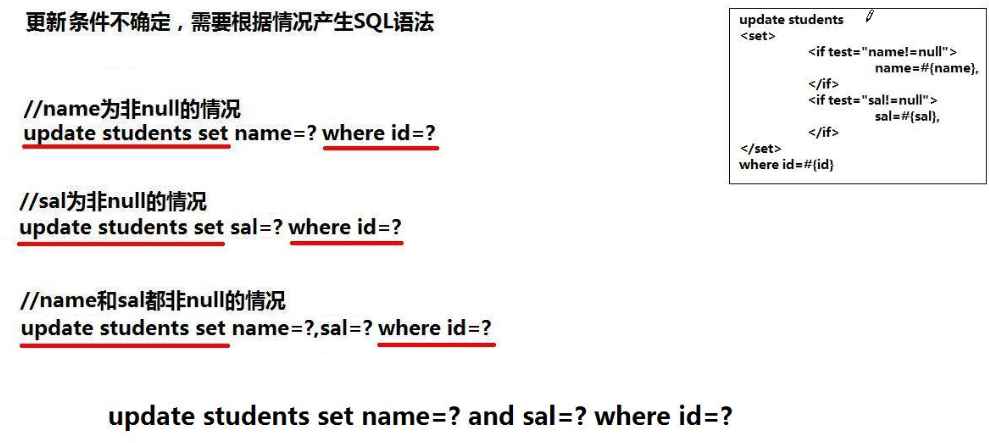 更新条件不确定，需要根据情况产生SQL语法
//name为非null的情况
update students set name=? where id=?
//sal为非null的情况
update students set sal=? where id=?
//name和sal都非null的情况
update students set name=?,sal=? where id=?
update students set name=? and sal=? where id=?
update students
<set>
<if test="name!=null">
name=#{name},
</if>
<if test="sal!=null">
sal=#{sal},
</if>
</set>
where id=#{id}